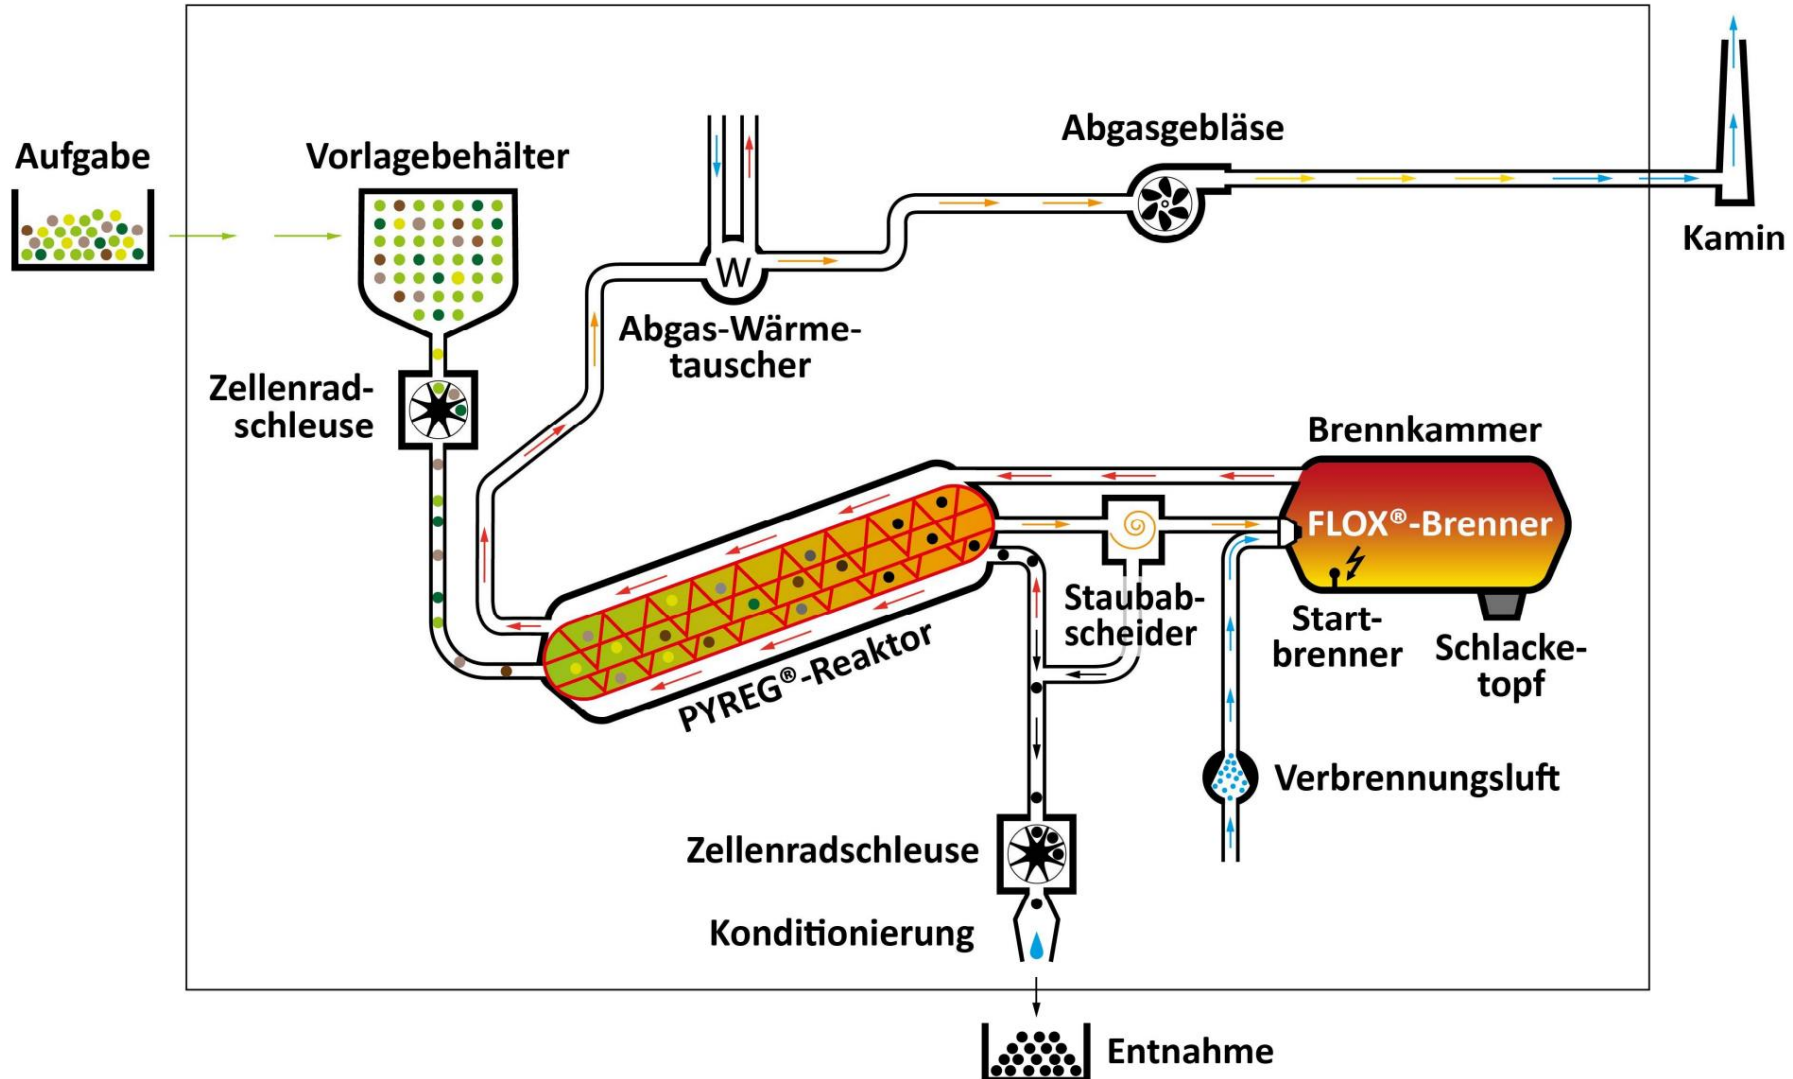 Aufgabe
Vorlagebehälter
Abgasgebläse
Kamin
W
Abgas-Wärme-
tauscher
Zellenrad-
schleuse
Brennkammer
FLOX®-Brenner
Staubab-
scheider
Start-
brenner
Schlacke-
topf
PYREG®-Reaktor
Verbrennungsluft
Zellenradschleuse
Konditionierung
Entnahme